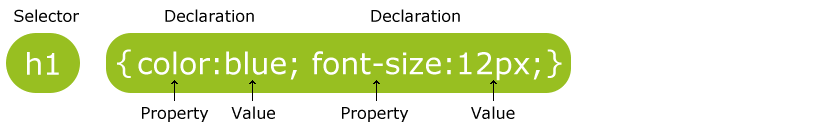 Selector Declaration Declaration
h1 {color:blue; font-size:12px;}
Property Value Property Value